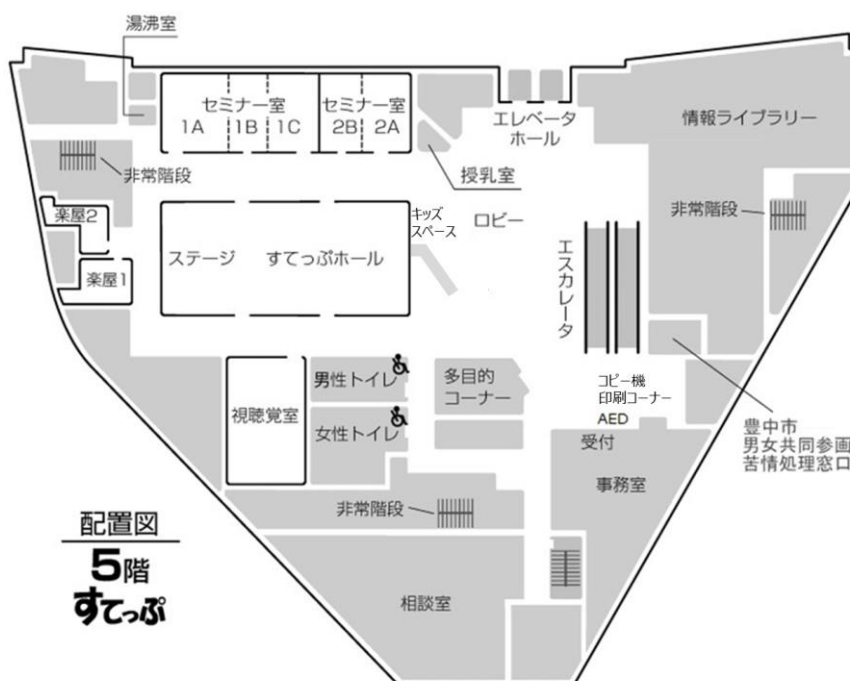 湯沸室
セミナー室
1A
1B
1C
セミナー室
2B
2A
エレベータ
ホール
情報ライブラリー
授乳室
非常階段
楽屋2
キッズ
スペース
ロビー
非常階段
ステージ
すてっぷホール
エスカレータ
楽屋1
男性トイレ
多目的
コーナー
コピー機
印刷コーナー
AED
視聴覚室
女性トイレ
受付
豊中市
男女共同参画
苦情処理窓口
事務室
非常階段
配置図
5階
すてっぷ
相談室